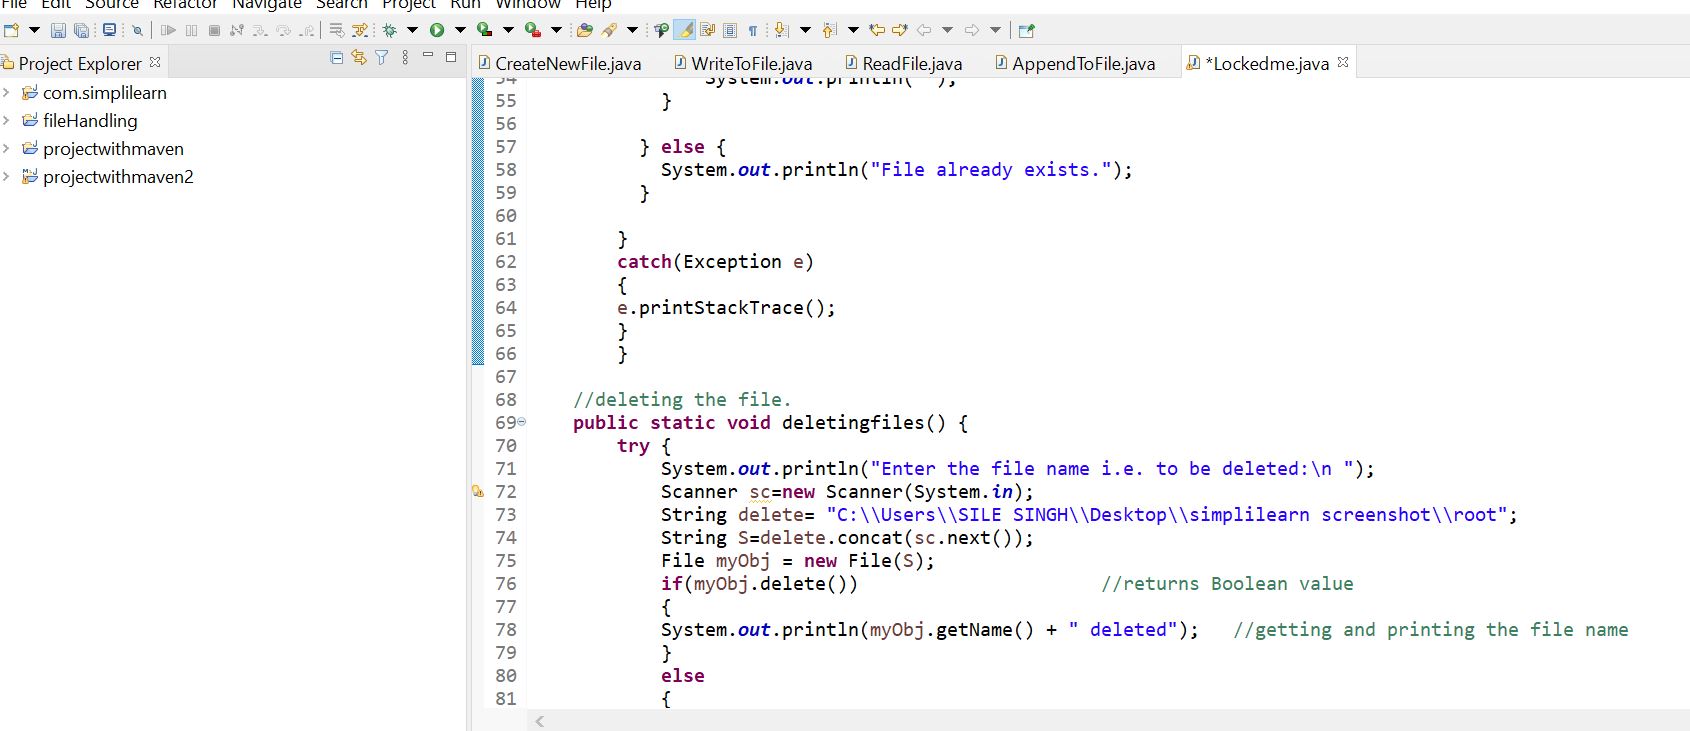 File Edit Source Refactor Navigate Search Project Run Window Help
Project Explorer
CreateNewFile.java WriteToFile.java ReadFile.java AppendToFile.java *Lockedme.java
com.simplilearn
fileHandling
projectwithmaven
projectwithmaven2
54 System.out.println(" ");
55 }
56
57 } else {
58 System.out.println("File already exists.");
59 }
60
61 }
62 catch(Exception e)
63 {
64 e.printStackTrace();
65 }
66 }
67
68 //deleting the file.
69 public static void deletingfiles() {
70 try {
71 System.out.println("Enter the file name i.e. to be deleted:\n ");
72 Scanner sc=new Scanner(System.in);
73 String delete= "C:\\Users\\SILE SINGH\\Desktop\\simplilearn screenshot\\root";
74 String S=delete.concat(sc.next());
75 File myObj = new File(S);
76 if(myObj.delete()) //returns Boolean value
77 {
78 System.out.println(myObj.getName() + " deleted"); //getting and printing the file name
79 }
80 else
81 {